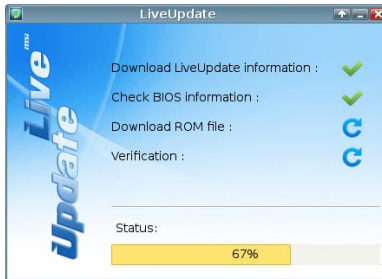 LiveUpdate
msi
Live Update
Download LiveUpdate information :
Check BIOS information :
Download ROM file :
Verification :
Status:
67%